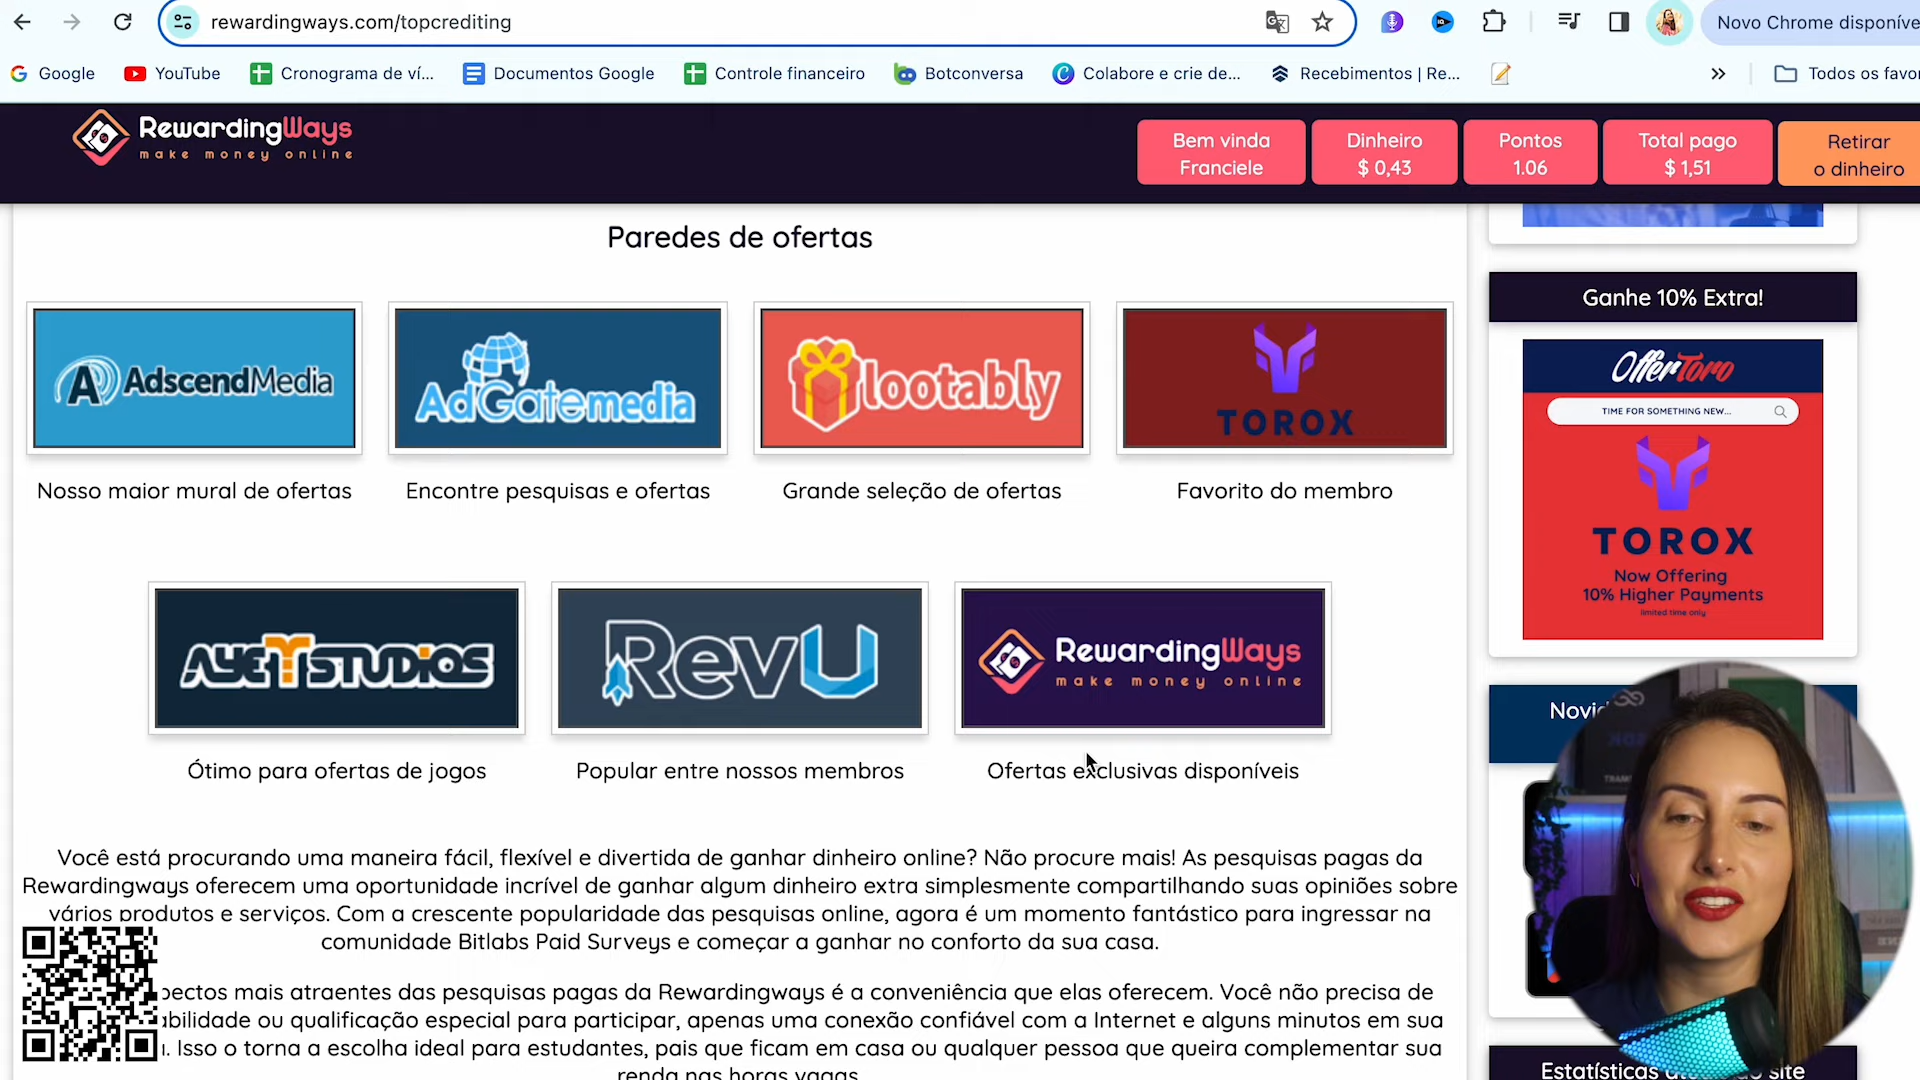 rewardingways.com/topcrediting
Novo Chrome disponíve
Google
YouTube
Cronograma de ví...
Documentos Google
Controle financeiro
Botconversa
Colabore e crie de...
Recebimentos | Re...
Todos os favor
RewardingWays
make money online
Bem vinda
Franciele
Dinheiro
$ 0,43
Pontos
1.06
Total pago
$ 1,51
Retirar
o dinheiro
Paredes de ofertas
AdscendMedia
AdGatemedia
lootably
TOROX
Nosso maior mural de ofertas
Encontre pesquisas e ofertas
Grande seleção de ofertas
Favorito do membro
AYETSTUDIOS
RevU
RewardingWays
make money online
Ótimo para ofertas de jogos
Popular entre nossos membros
Ofertas exclusivas disponíveis
Ganhe 10% Extra!
OfferToro
TIME FOR SOMETHING NEW...
TOROX
Now Offering
10% Higher Payments
limited time only
Você está procurando uma maneira fácil, flexível e divertida de ganhar dinheiro online? Não procure mais! As pesquisas pagas da
Rewardingways oferecem uma oportunidade incrível de ganhar algum dinheiro extra simplesmente compartilhando suas opiniões sobre
vários produtos e serviços. Com a crescente popularidade das pesquisas online, agora é um momento fantástico para ingressar na
comunidade Bitlabs Paid Surveys e começar a ganhar no conforto da sua casa.
pectos mais atraentes das pesquisas pagas da Rewardingways é a conveniência que elas oferecem. Você não precisa de
abilidade ou qualificação especial para participar, apenas uma conexão confiável com a Internet e alguns minutos em sua
. Isso o torna a escolha ideal para estudantes, pais que ficam em casa ou qualquer pessoa que queira complementar sua
renda nas horas vagas.
Estatísticas
site